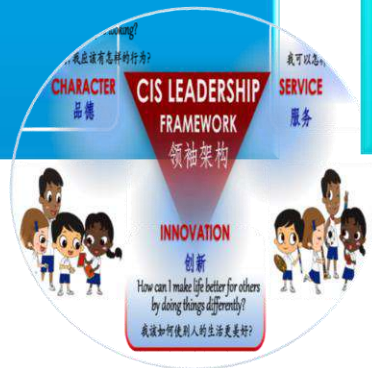 looking?
我应该有怎样的行为?
CHARACTER
品德
CIS LEADERSHIP
FRAMEWORK
领袖架构
我可以怎
SERVICE
服务
INNOVATION
创新
How can I make life better for others
by doing things differently?
我该如何使别人的生活更美好?